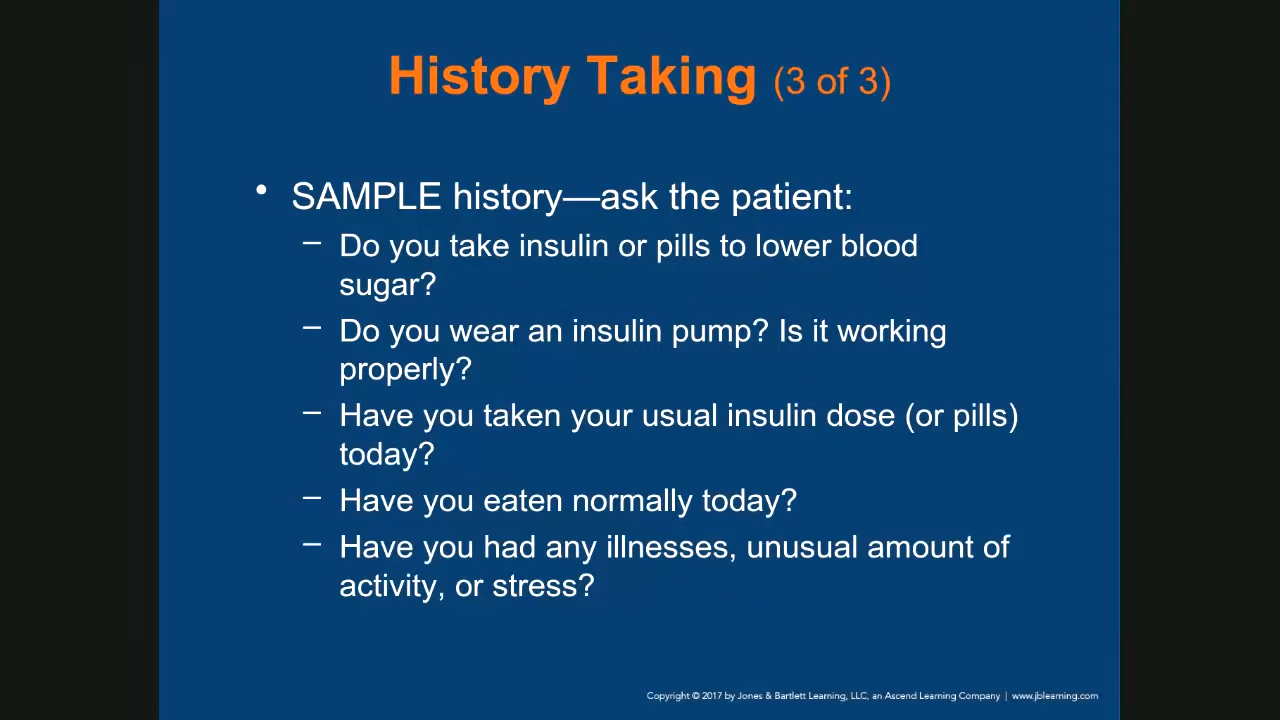 History Taking (3 of 3)
• SAMPLE history—ask the patient:
– Do you take insulin or pills to lower blood
sugar?
– Do you wear an insulin pump? Is it working
properly?
– Have you taken your usual insulin dose (or pills)
today?
– Have you eaten normally today?
– Have you had any illnesses, unusual amount of
activity, or stress?
Copyright © 2017 by Jones & Bartlett Learning, LLC, an Ascend Learning Company | www.jblearning.com